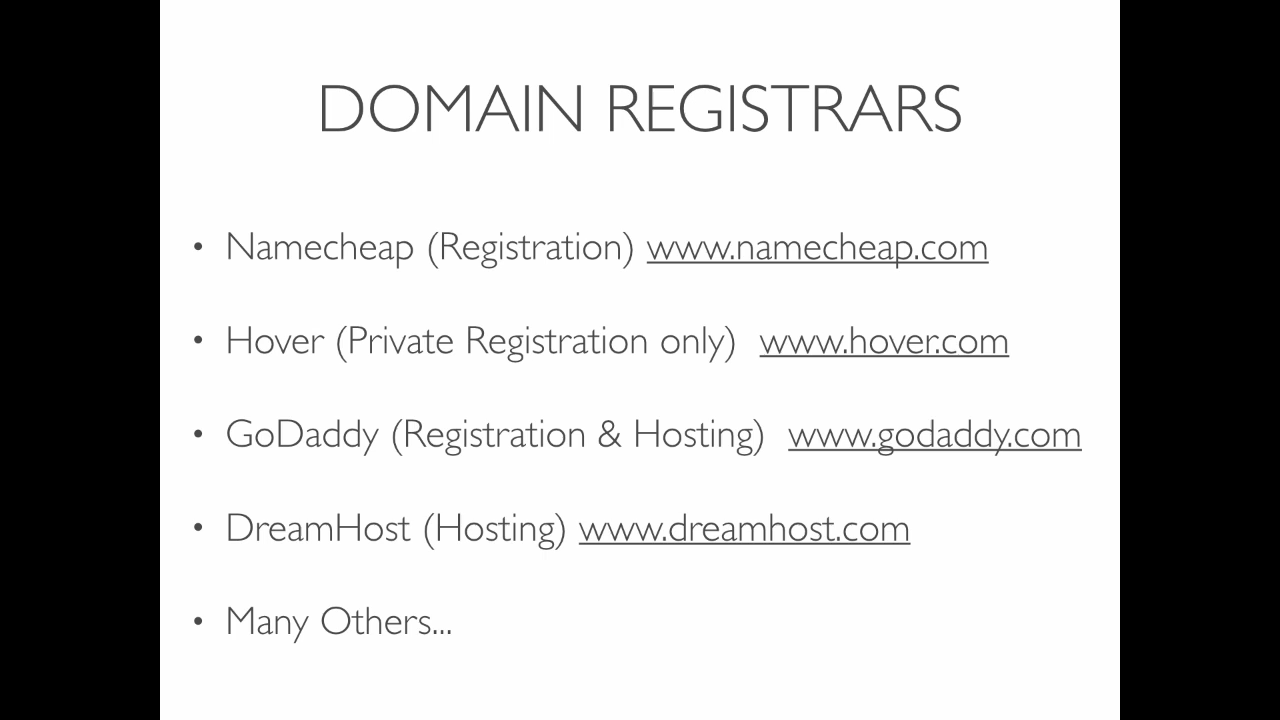 DOMAIN REGISTRARS
• Namecheap (Registration) www.namecheap.com
• Hover (Private Registration only) www.hover.com
• GoDaddy (Registration & Hosting) www.godaddy.com
• DreamHost (Hosting) www.dreamhost.com
• Many Others...